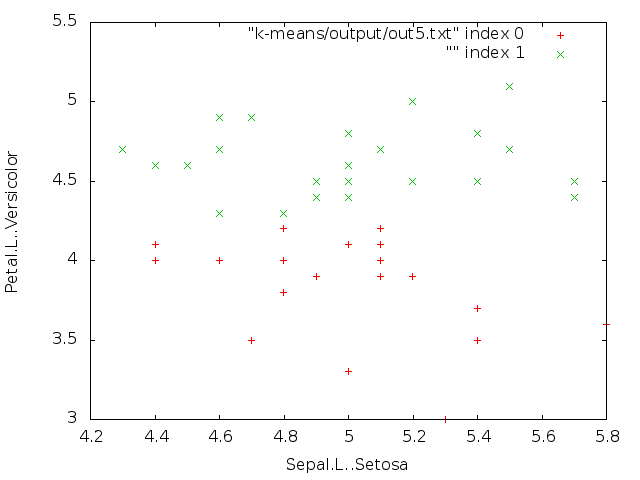 "k-means/output/out5.txt" index 0
"" index 1
5.5
5
4.5
4
3.5
3
Petal.L..Versicolor
4.2 4.4 4.6 4.8 5 5.2 5.4 5.6 5.8
Sepal.L..Setosa